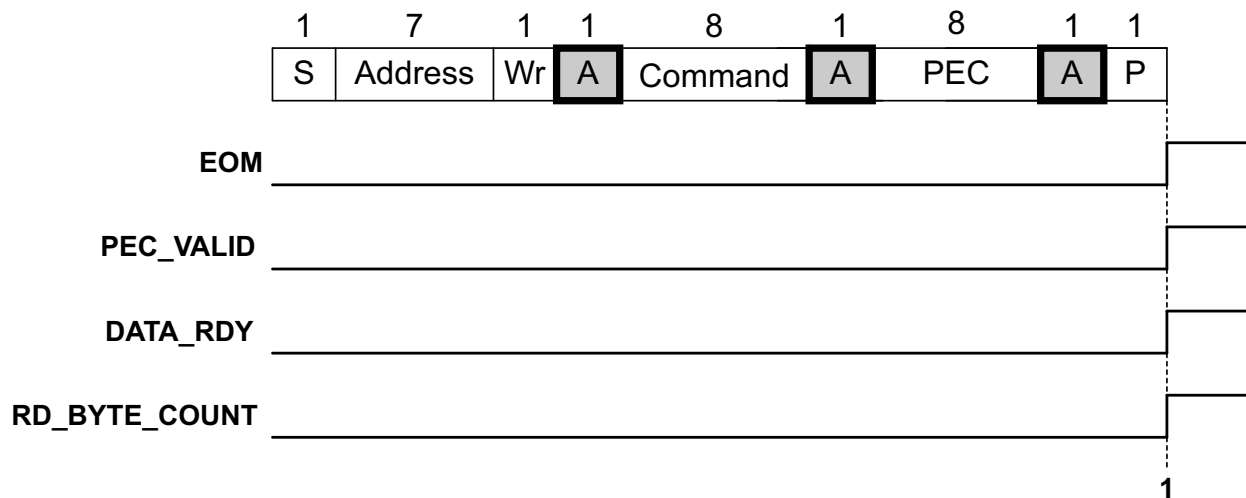 1 7 1 1 8 1 8 1 1
S Address Wr A Command A PEC A P
EOM
PEC_VALID
DATA_RDY
RD_BYTE_COUNT
1